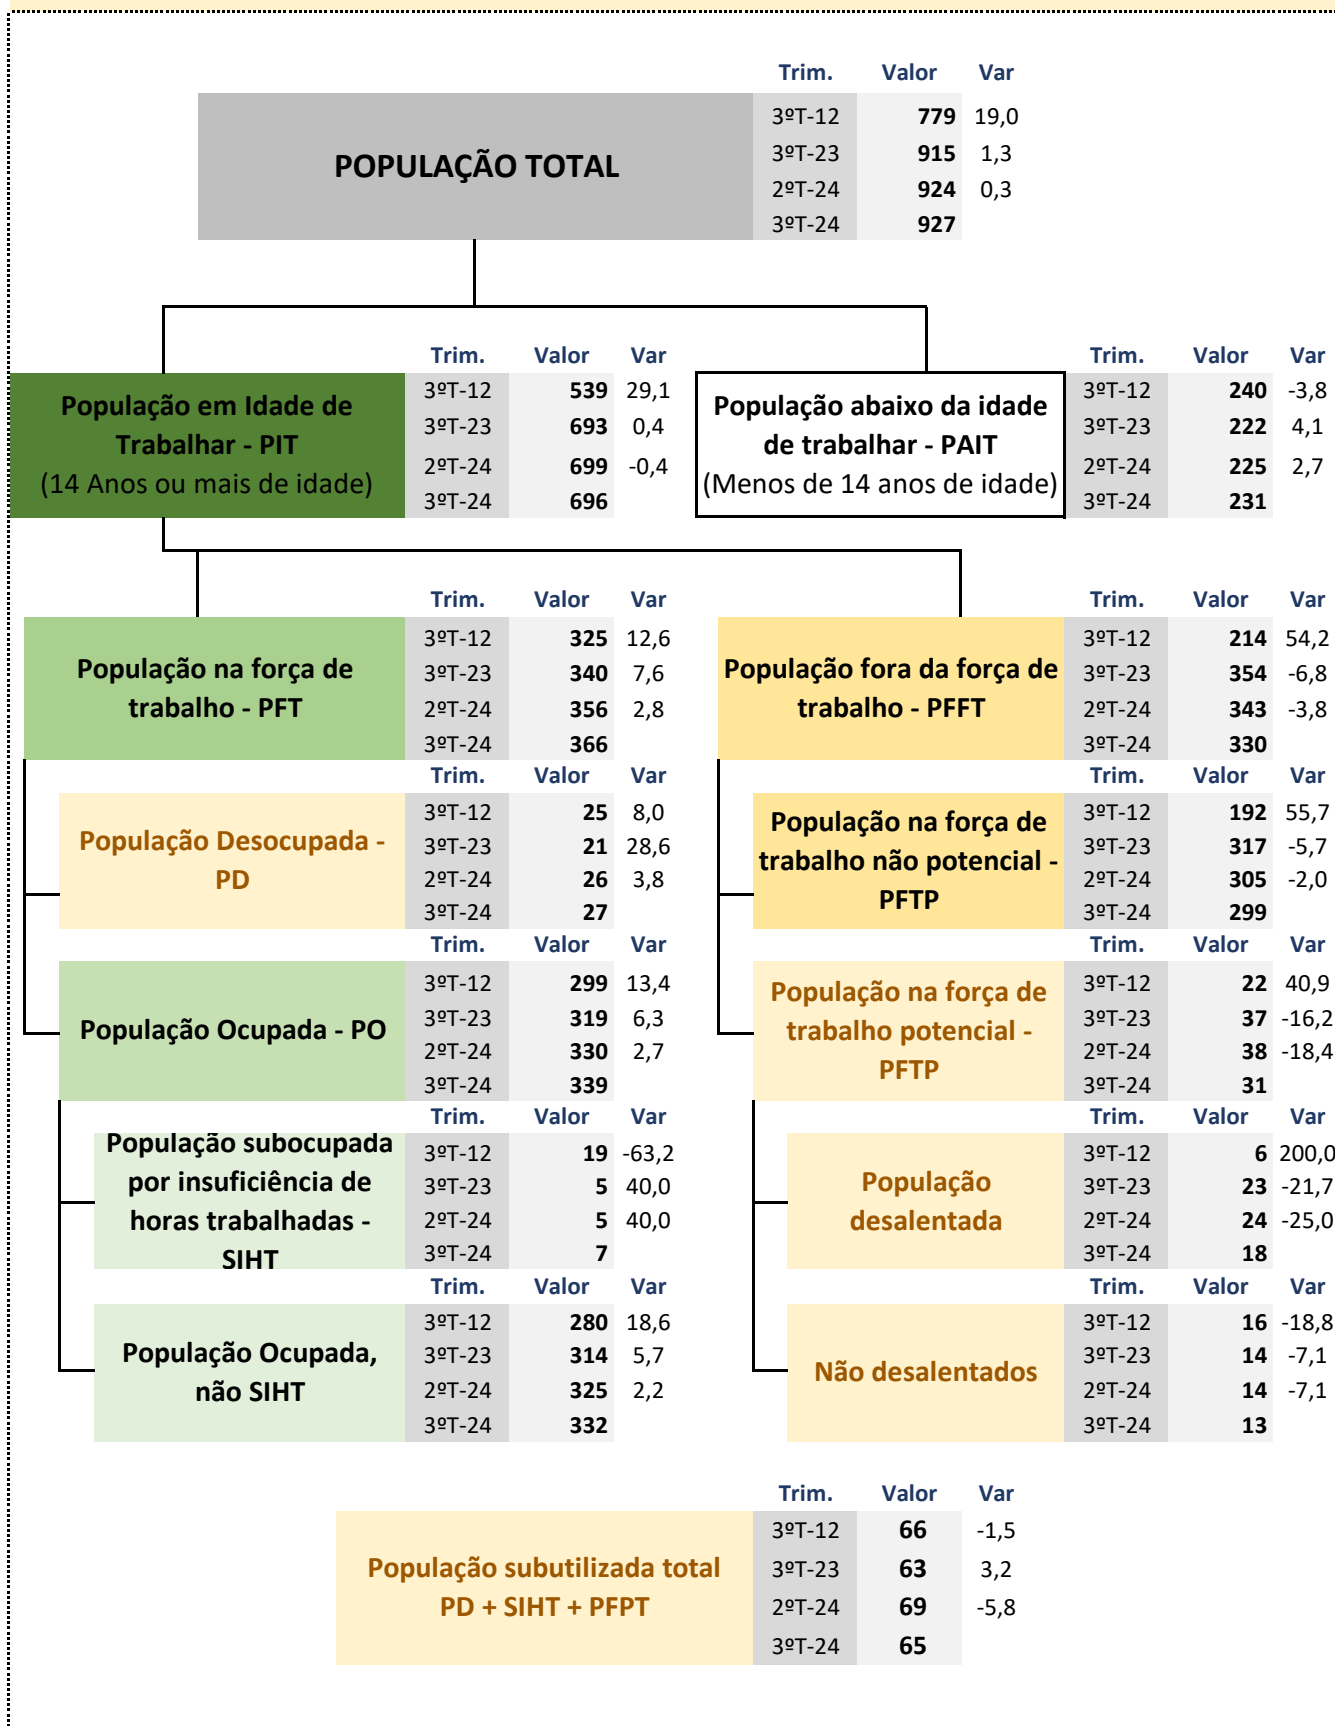 Trim. Valor Var
POPULAÇÃO TOTAL
3ºT-12 779 19,0
3ºT-23 915 1,3
2ºT-24 924 0,3
3ºT-24 927
Trim. Valor Var
População em Idade de
Trabalhar - PIT
(14 Anos ou mais de idade)
3ºT-12 539 29,1
3ºT-23 693 0,4
2ºT-24 699 -0,4
3ºT-24 696
Trim. Valor Var
População abaixo da idade
de trabalhar - PAIT
(Menos de 14 anos de idade)
3ºT-12 240 -3,8
3ºT-23 222 4,1
2ºT-24 225 2,7
3ºT-24 231
Trim. Valor Var
População na força de
trabalho - PFT
3ºT-12 325 12,6
3ºT-23 340 7,6
2ºT-24 356 2,8
3ºT-24 366
Trim. Valor Var
População Desocupada -
PD
3ºT-12 25 8,0
3ºT-23 21 28,6
2ºT-24 26 3,8
3ºT-24 27
Trim. Valor Var
População Ocupada - PO
3ºT-12 299 13,4
3ºT-23 319 6,3
2ºT-24 330 2,7
3ºT-24 339
Trim. Valor Var
População subocupada
por insuficiência de
horas trabalhadas -
SIHT
3ºT-12 19 -63,2
3ºT-23 5 40,0
2ºT-24 5 40,0
3ºT-24 7
Trim. Valor Var
População Ocupada,
não SIHT
3ºT-12 280 18,6
3ºT-23 314 5,7
2ºT-24 325 2,2
3ºT-24 332
Trim. Valor Var
População fora da força de
trabalho - PFFT
3ºT-12 214 54,2
3ºT-23 354 -6,8
2ºT-24 343 -3,8
3ºT-24 330
Trim. Valor Var
População na força de
trabalho não potencial -
PFTP
3ºT-12 192 55,7
3ºT-23 317 -5,7
2ºT-24 305 -2,0
3ºT-24 299
Trim. Valor Var
População na força de
trabalho potencial -
PFTP
3ºT-12 22 40,9
3ºT-23 37 -16,2
2ºT-24 38 -18,4
3ºT-24 31
Trim. Valor Var
População
desalentada
3ºT-12 6 200,0
3ºT-23 23 -21,7
2ºT-24 24 -25,0
3ºT-24 18
Trim. Valor Var
Não desalentados
3ºT-12 16 -18,8
3ºT-23 14 -7,1
2ºT-24 14 -7,1
3ºT-24 13
Trim. Valor Var
População subutilizada total
PD + SIHT + PFPT
3ºT-12 66 -1,5
3ºT-23 63 3,2
2ºT-24 69 -5,8
3ºT-24 65